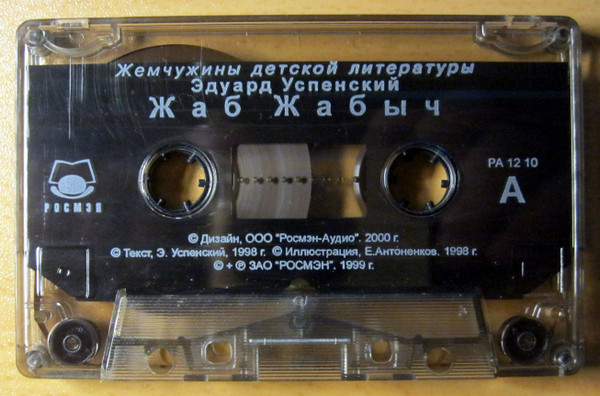 Жемчужины детской литературы
Эдуард Успенский
Жаб Жабыч
РОСМЭН
РА 12 10
А
© Дизайн, ООО "Росмэн-Аудио". 2000 г.
© Текст, Э. Успенский, 1998 г. © Иллюстрация, Е.Антоненков. 1998 г.
© + ℗ ЗАО "РОСМЭН". 1999 г.